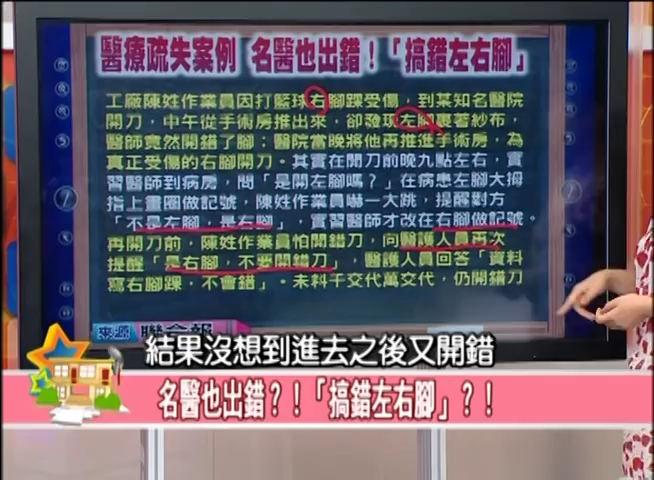 醫療疏失案例 名醫也出錯！「搞錯左右腳」
工廠陳姓作業員因打籃球右腳踝受傷，到某知名醫院
開刀，中午從手術房推出來，卻發現左腳裹著紗布，
醫師竟然開錯了腳；醫院當晚將他再推進手術房，為
真正受傷的右腳開刀。其實在開刀前晚九點左右，實
習醫師到病房，問「是開左腳嗎？」在病患左腳大拇
指上畫圈做記號，陳姓作業員嚇一大跳，提醒對方
「不是左腳，是右腳」，實習醫師才改在右腳做記號。
再開刀前，陳姓作業員怕開錯刀，向醫護人員再次
提醒「是右腳，不要開錯刀」，醫護人員回答「資料
寫右腳踝，不會錯」。未料千交代萬交代，仍開錯刀
來源 聯合報
結果沒想到進去之後又開錯
名醫也出錯？！「搞錯左右腳」？！